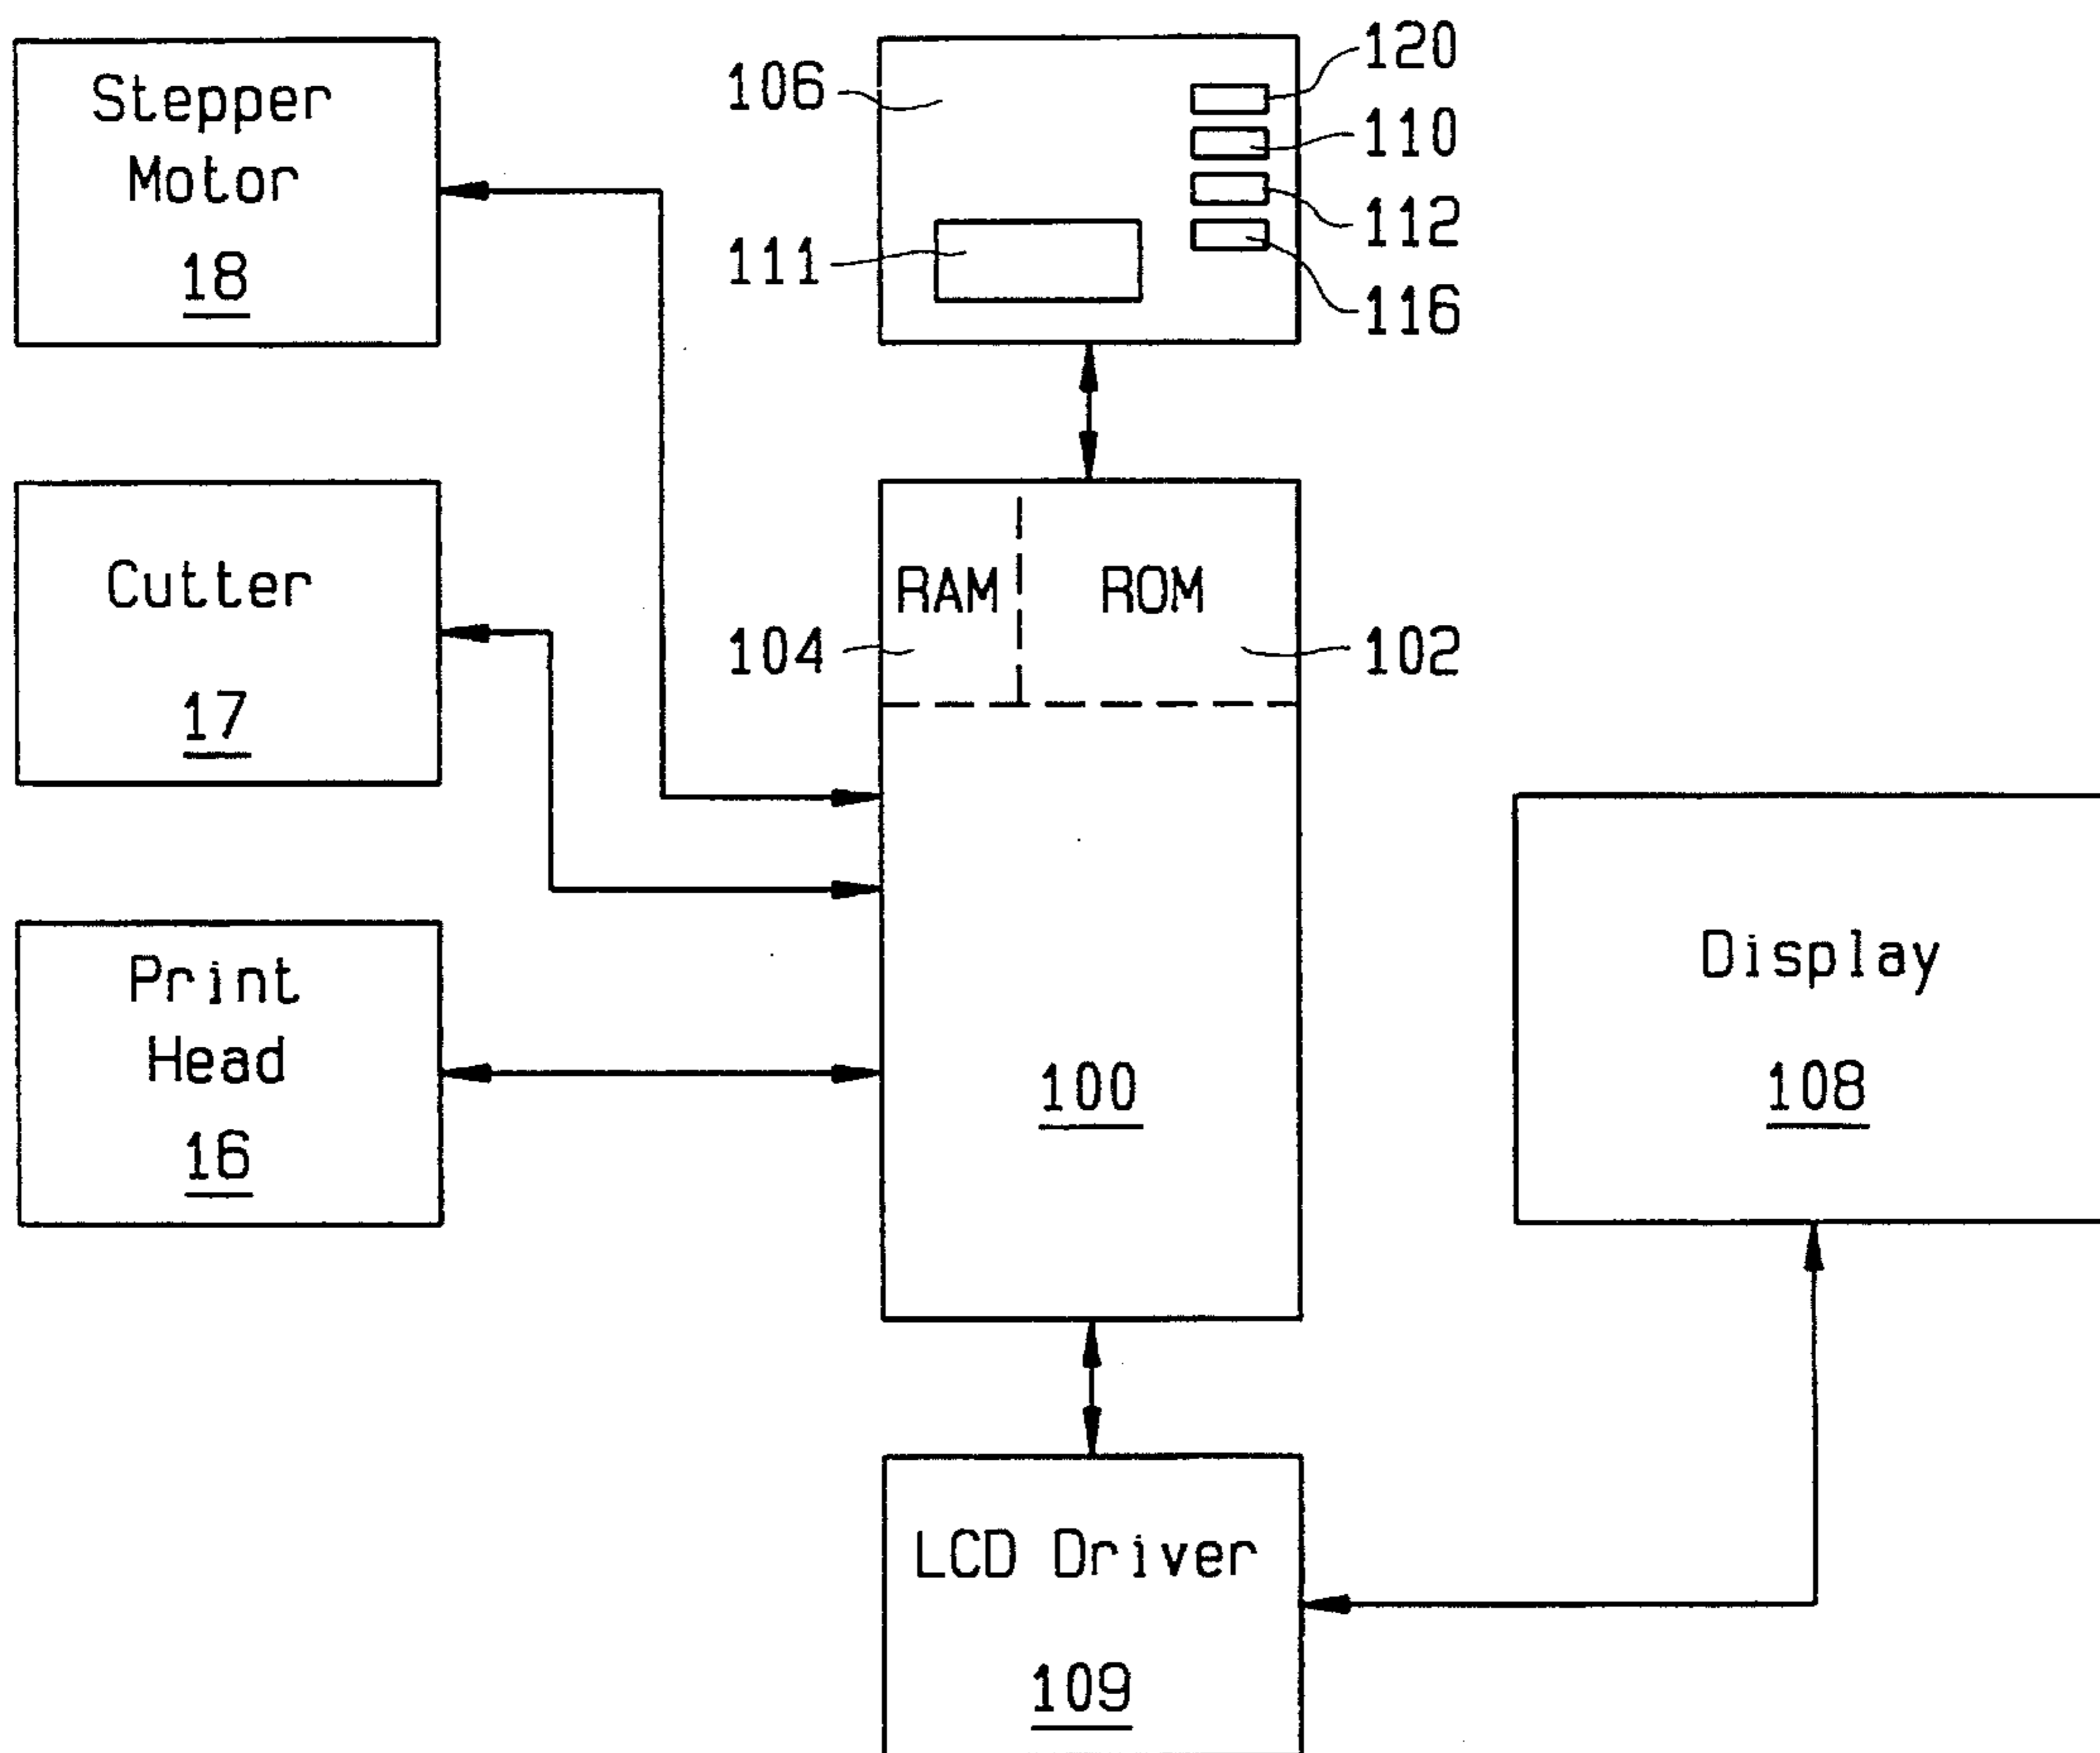 Stepper
Motor
18
106
111
120
110
112
116
Cutter
17
RAM
ROM
104
102
Print
Head
16
100
Display
108
LCD Driver
109